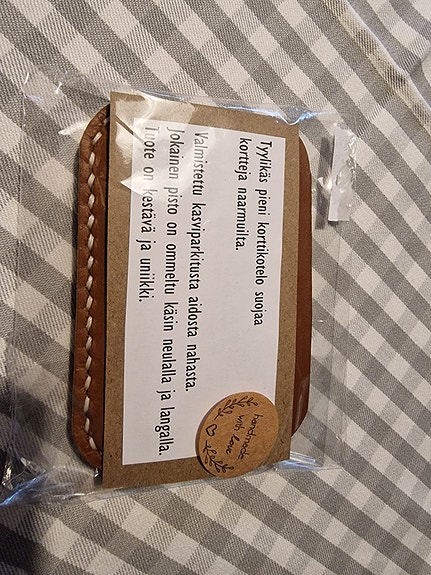 Tyylikäs pieni korttikotelo suojaa
kortteja naarmuilta.
Valmistettu kasviparkitusta aidosta nahasta.
Jokainen pisto on ommeltu käsin neulalla ja langalla.
Tuote on kestävä ja uniikki.
handmade
with love